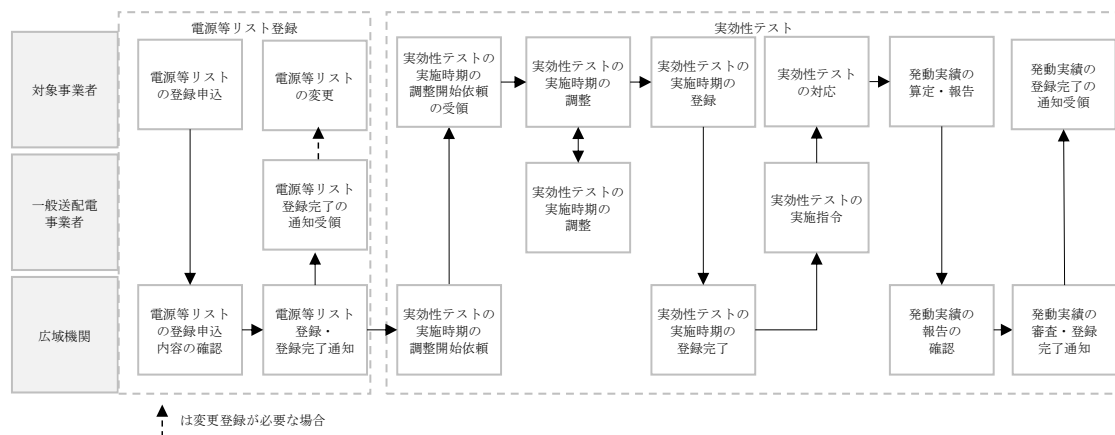 電源等リスト登録
実効性テスト
対象事業者
電源等リスト
の登録申込
電源等リスト
の変更
実効性テストの
実施時期の
調整開始依頼
の受領
実効性テストの
実施時期の
調整
実効性テストの
実施時期の
登録
実効性テスト
の対応
発動実績の
算定・報告
発動実績の
登録完了の
通知受領
一般送配電
事業者
電源等リスト
登録完了の
通知受領
実効性テストの
実施時期の
調整
実効性テストの
実施指令
広域機関
電源等リスト
の登録申込
内容の確認
電源等リスト
登録・
登録完了通知
実効性テストの
実施時期の
調整開始依頼
実効性テストの
実施時期の
登録完了
発動実績の
報告の
確認
発動実績の
審査・登録
完了通知
は変更登録が必要な場合